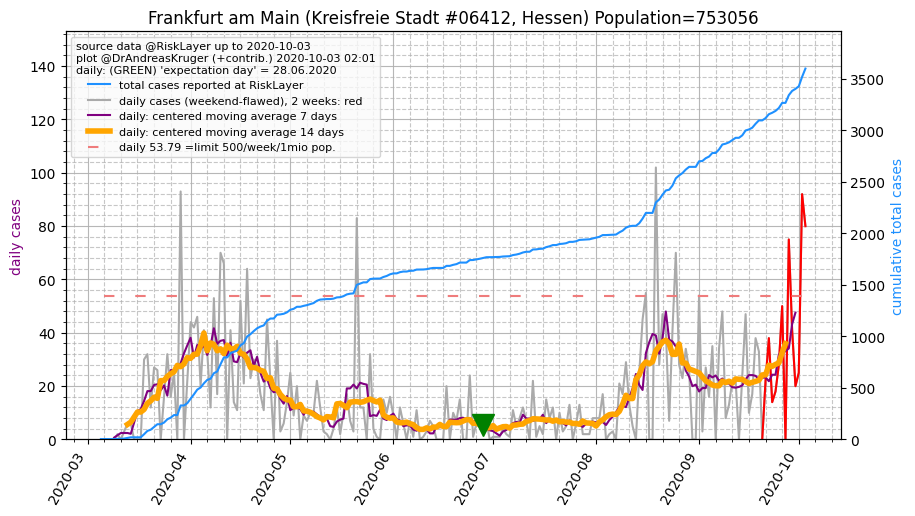 Frankfurt am Main (Kreisfreie Stadt #06412, Hessen) Population=753056
source data @RiskLayer up to 2020-10-03
plot @DrAndreasKruger (+contrib.) 2020-10-03 02:01
daily: (GREEN) 'expectation day' = 28.06.2020
total cases reported at RiskLayer
daily cases (weekend-flawed), 2 weeks: red
daily: centered moving average 7 days
daily: centered moving average 14 days
daily 53.79 =limit 500/week/1mio pop.
daily cases
140
120
100
80
60
40
20
0
3500
3000
2500
2000
1500
1000
500
0
cumulative total cases
2020-03
2020-04
2020-05
2020-06
2020-07
2020-08
2020-09
2020-10